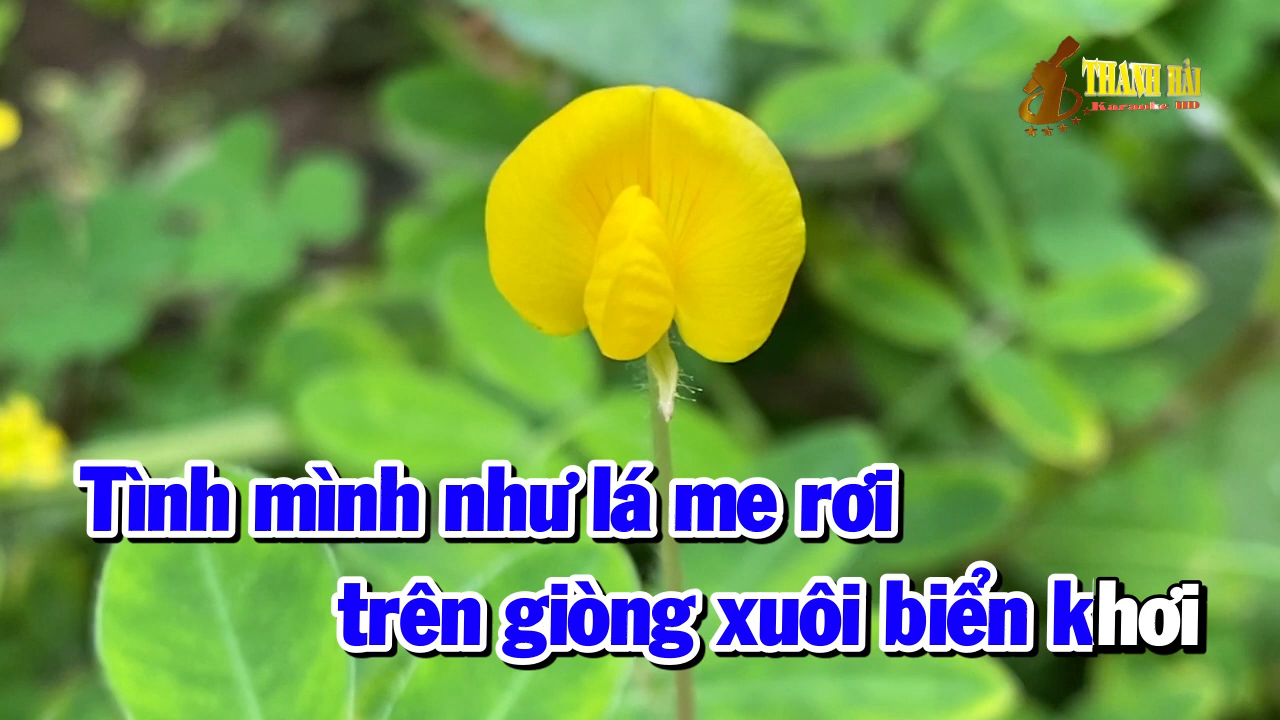 THANH HẢI
Karaoke HD
Tình mình như lá me rơi
trên giòng xuôi biển khơi